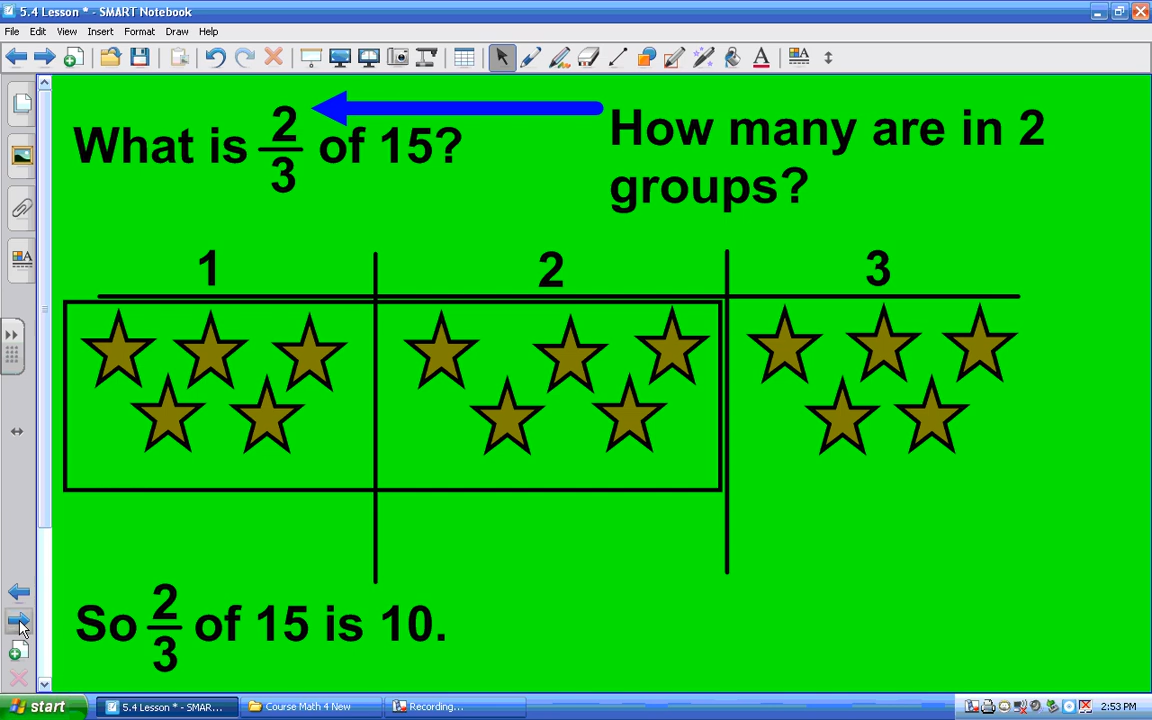 5.4 Lesson * - SMART Notebook
File Edit View Insert Format Draw Help
What is 2/3 of 15?
How many are in 2
groups?
1 2 3
So 2/3 of 15 is 10.
start 5.4 Lesson * - SMAR... Course Math 4 New Recording... 2:53 PM